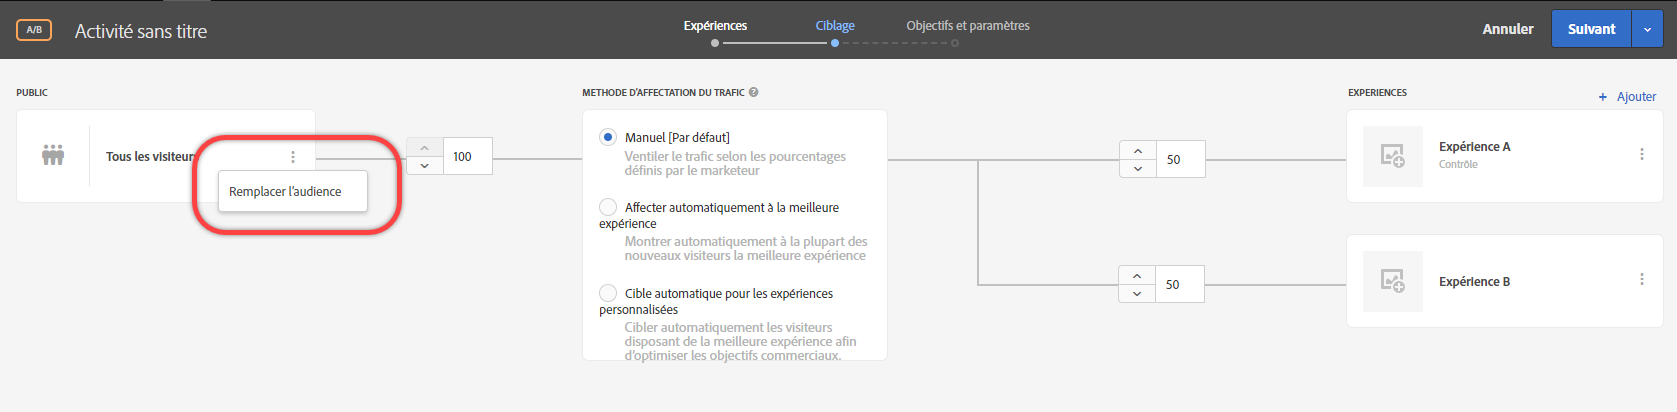 A/B
Activité sans titre
Expériences
Ciblage
Objectifs et paramètres
Annuler
Suivant
PUBLIC
Tous les visiteurs
Remplacer l'audience
100
METHODE D'AFFECTATION DU TRAFIC ?
Manuel [Par défaut]
Ventiler le trafic selon les pourcentages
définis par le marketeur
Affecter automatiquement à la meilleure
expérience
Montrer automatiquement à la plupart des
nouveaux visiteurs la meilleure expérience
Cible automatique pour les expériences
personnalisées
Cibler automatiquement les visiteurs
disposant de la meilleure expérience afin
d'optimiser les objectifs commerciaux.
50
50
EXPERIENCES
+ Ajouter
Expérience A
Contrôle
Expérience B